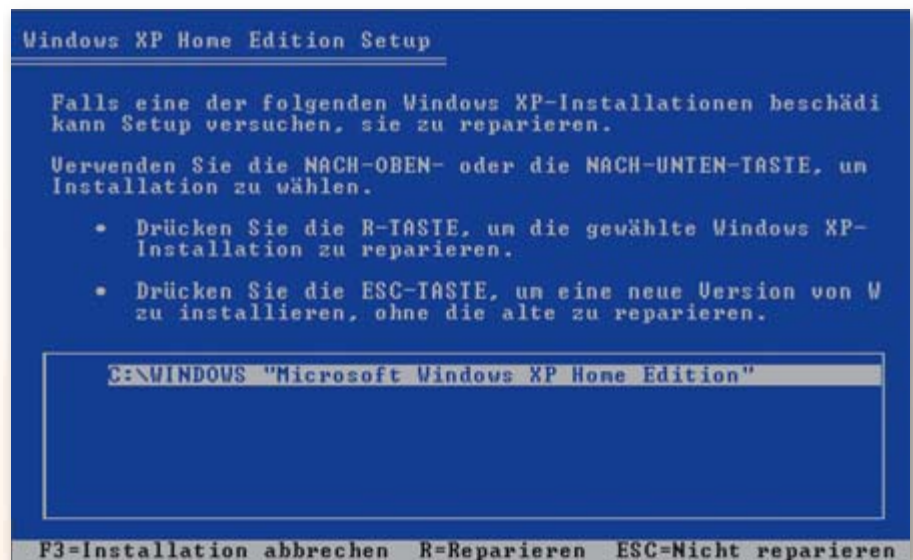 Windows XP Home Edition Setup
Falls eine der folgenden Windows XP-Installationen beschädi
kann Setup versuchen, sie zu reparieren.
Verwenden Sie die NACH-OBEN- oder die NACH-UNTEN-TASTE, um
Installation zu wählen.
• Drücken Sie die R-TASTE, um die gewählte Windows XP-
Installation zu reparieren.
• Drücken Sie die ESC-TASTE, um eine neue Version von W
zu installieren, ohne die alte zu reparieren.
C:\WINDOWS "Microsoft Windows XP Home Edition"
F3=Installation abbrechen R=Reparieren ESC=Nicht reparieren